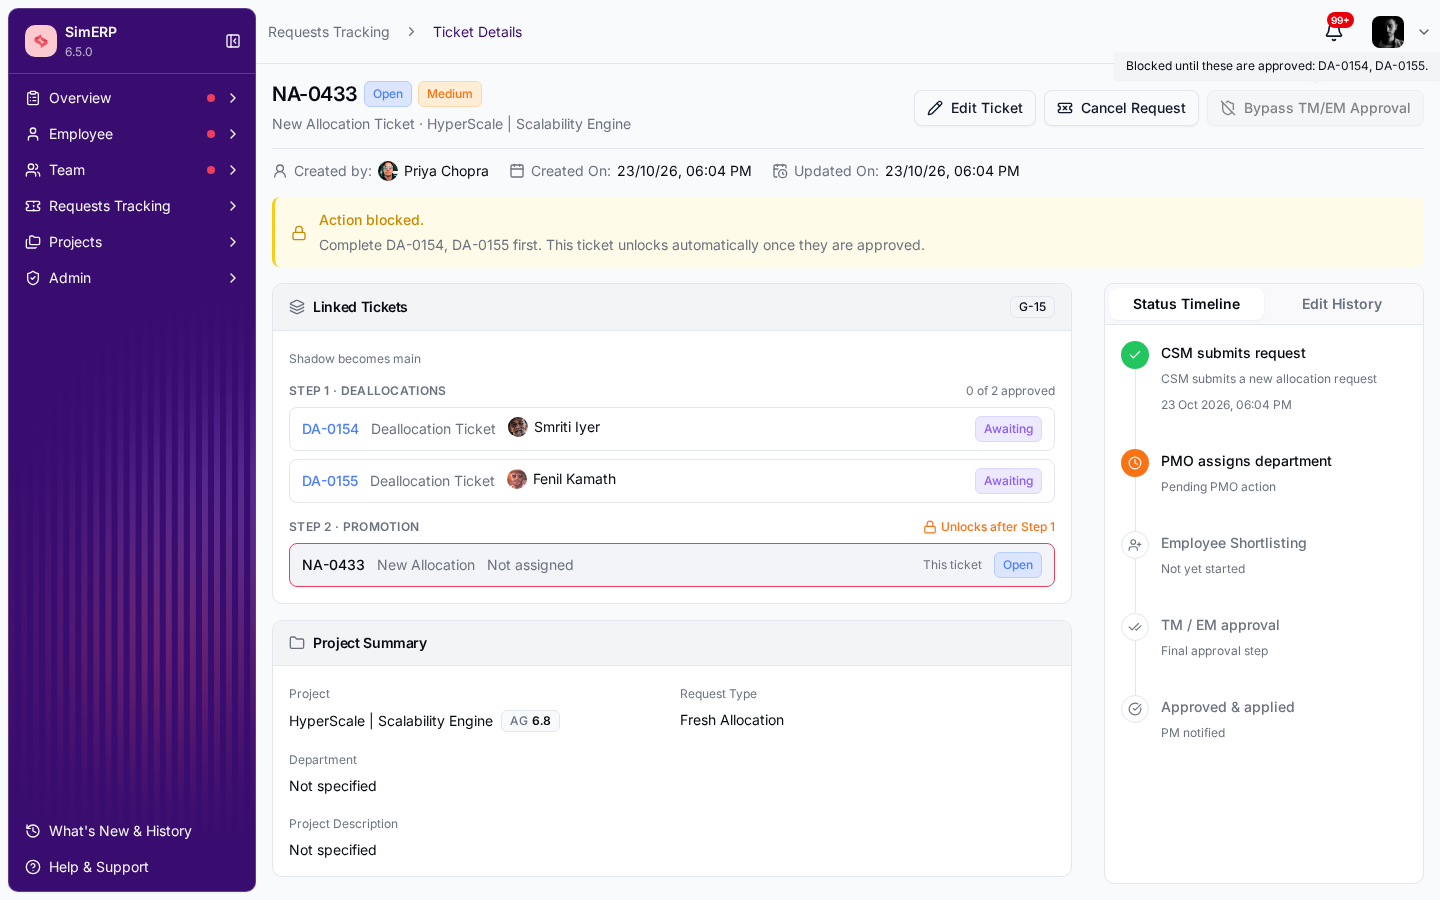 SimERP
6.5.0
Overview
Employee
Team
Requests Tracking
Projects
Admin
What's New & History
Help & Support
Requests Tracking
Ticket Details
99+
Blocked until these are approved: DA-0154, DA-0155.
NA-0433 Open Medium
New Allocation Ticket · HyperScale | Scalability Engine
Edit Ticket
Cancel Request
Bypass TM/EM Approval
Created by: Priya Chopra
Created On: 23/10/26, 06:04 PM
Updated On: 23/10/26, 06:04 PM
Action blocked.
Complete DA-0154, DA-0155 first. This ticket unlocks automatically once they are approved.
Linked Tickets G-15
Shadow becomes main
STEP 1 · DEALLOCATIONS 0 of 2 approved
DA-0154 Deallocation Ticket Smriti Iyer Awaiting
DA-0155 Deallocation Ticket Fenil Kamath Awaiting
STEP 2 · PROMOTION Unlocks after Step 1
NA-0433 New Allocation Not assigned This ticket Open
Project Summary
Project
HyperScale | Scalability Engine AG 6.8
Request Type
Fresh Allocation
Department
Not specified
Project Description
Not specified
Status Timeline
Edit History
CSM submits request
CSM submits a new allocation request
23 Oct 2026, 06:04 PM
PMO assigns department
Pending PMO action
Employee Shortlisting
Not yet started
TM / EM approval
Final approval step
Approved & applied
PM notified